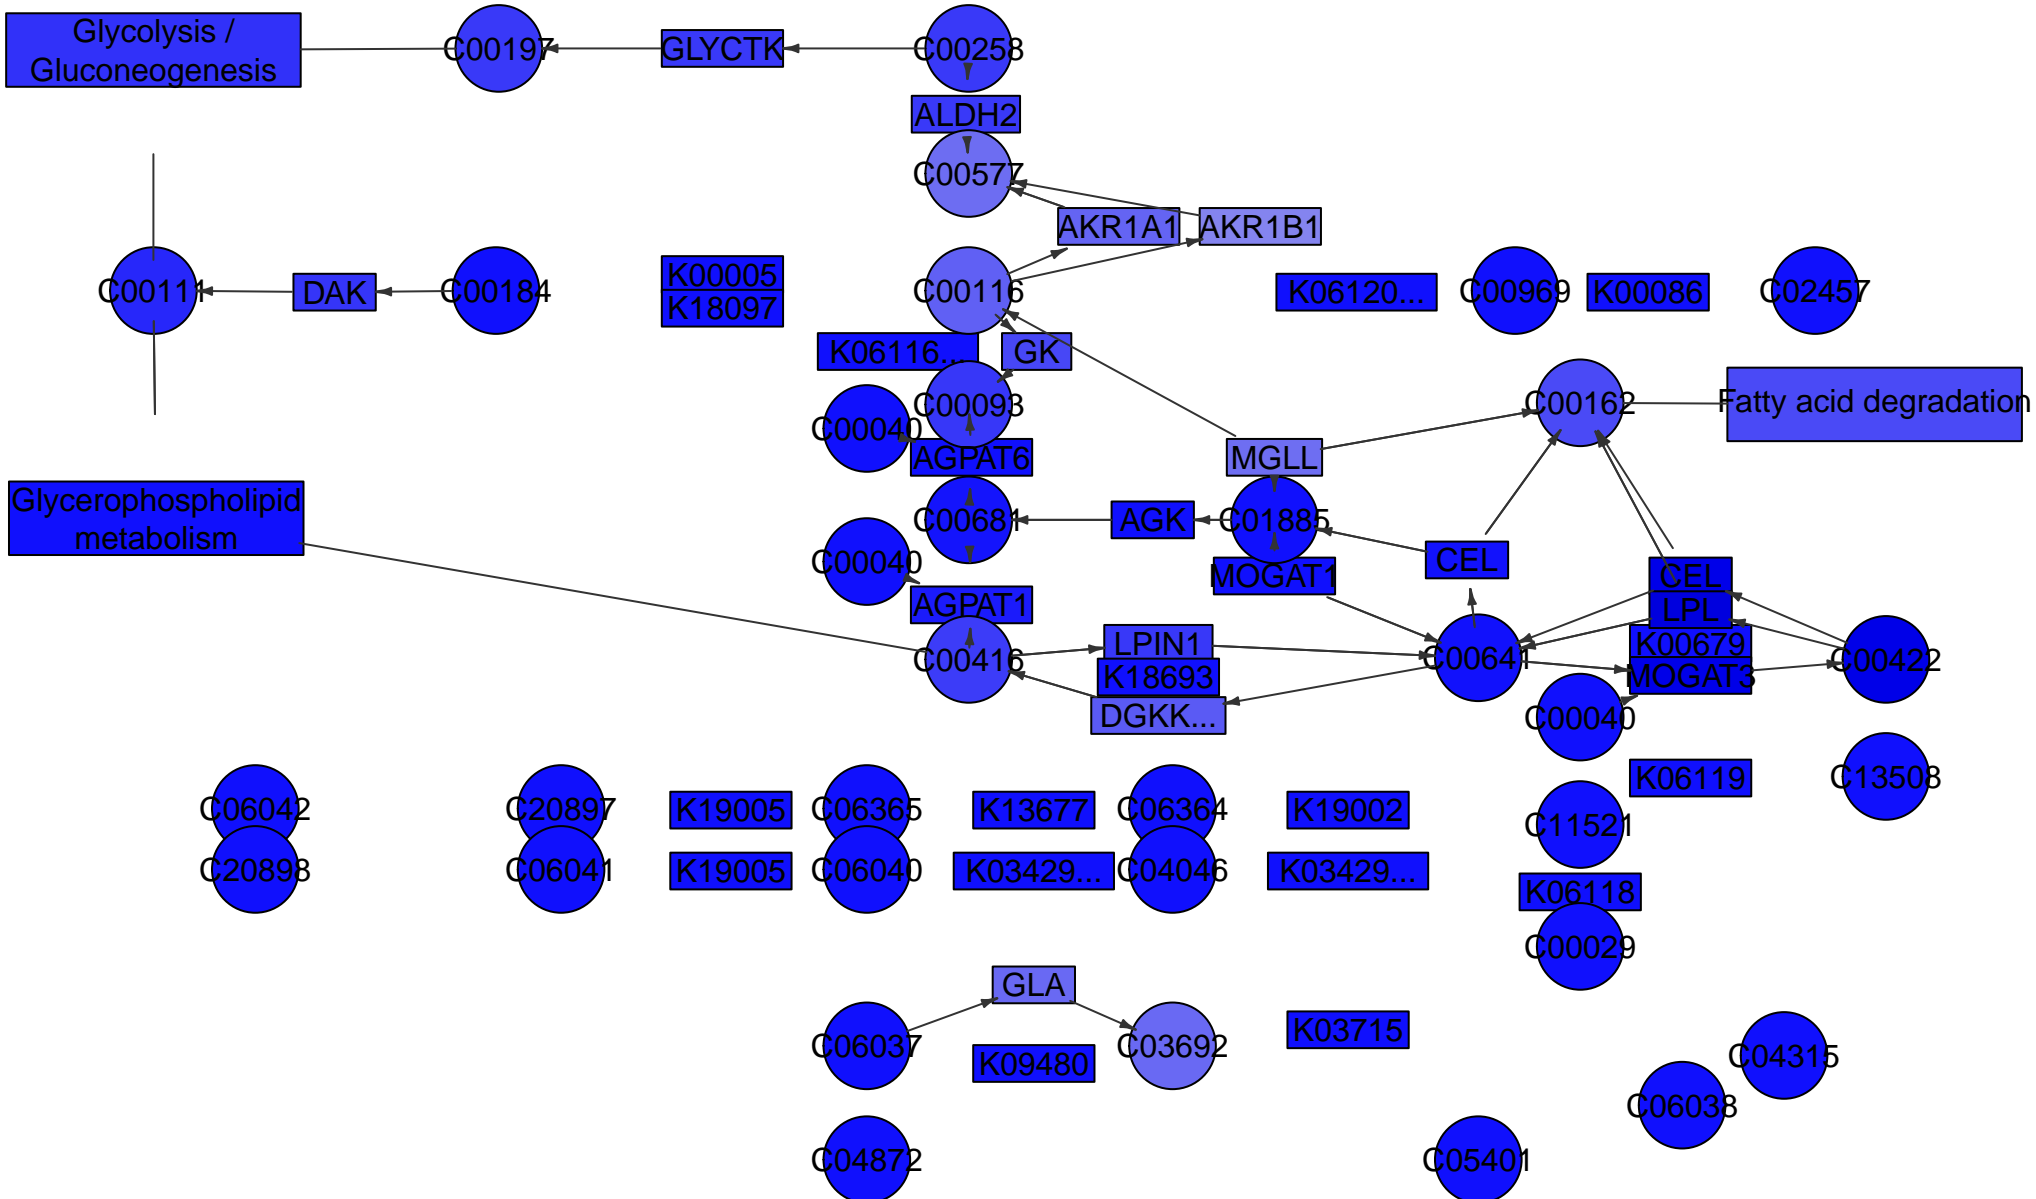 Glycolysis /
Gluconeogenesis
C00197
GLYCTK
C00258
ALDH2
C00577
AKR1A1
AKR1B1
C00111
DAK
C00184
K00005
K18097
C00116
K06120...
C00969
K00086
C02457
K06116...
GK
C00093
C00040
AGPAT6
MGLL
C00162
Fatty acid degradation
Glycerophospholipid
metabolism
C00681
AGK
C01885
C00040
MOGAT1
CEL
CEL
LPL
AGPAT1
C00416
LPIN1
K18693
DGKK...
C00641
K00679
MOGAT3
C00422
C00040
K06119
C13508
C06042
C20897
K19005
C06365
K13677
C06364
K19002
C11521
C20898
C06041
K19005
C06040
K03429...
C04046
K03429...
K06118
C00029
GLA
C06037
K09480
C03692
K03715
C04315
C06038
C04872
C05401